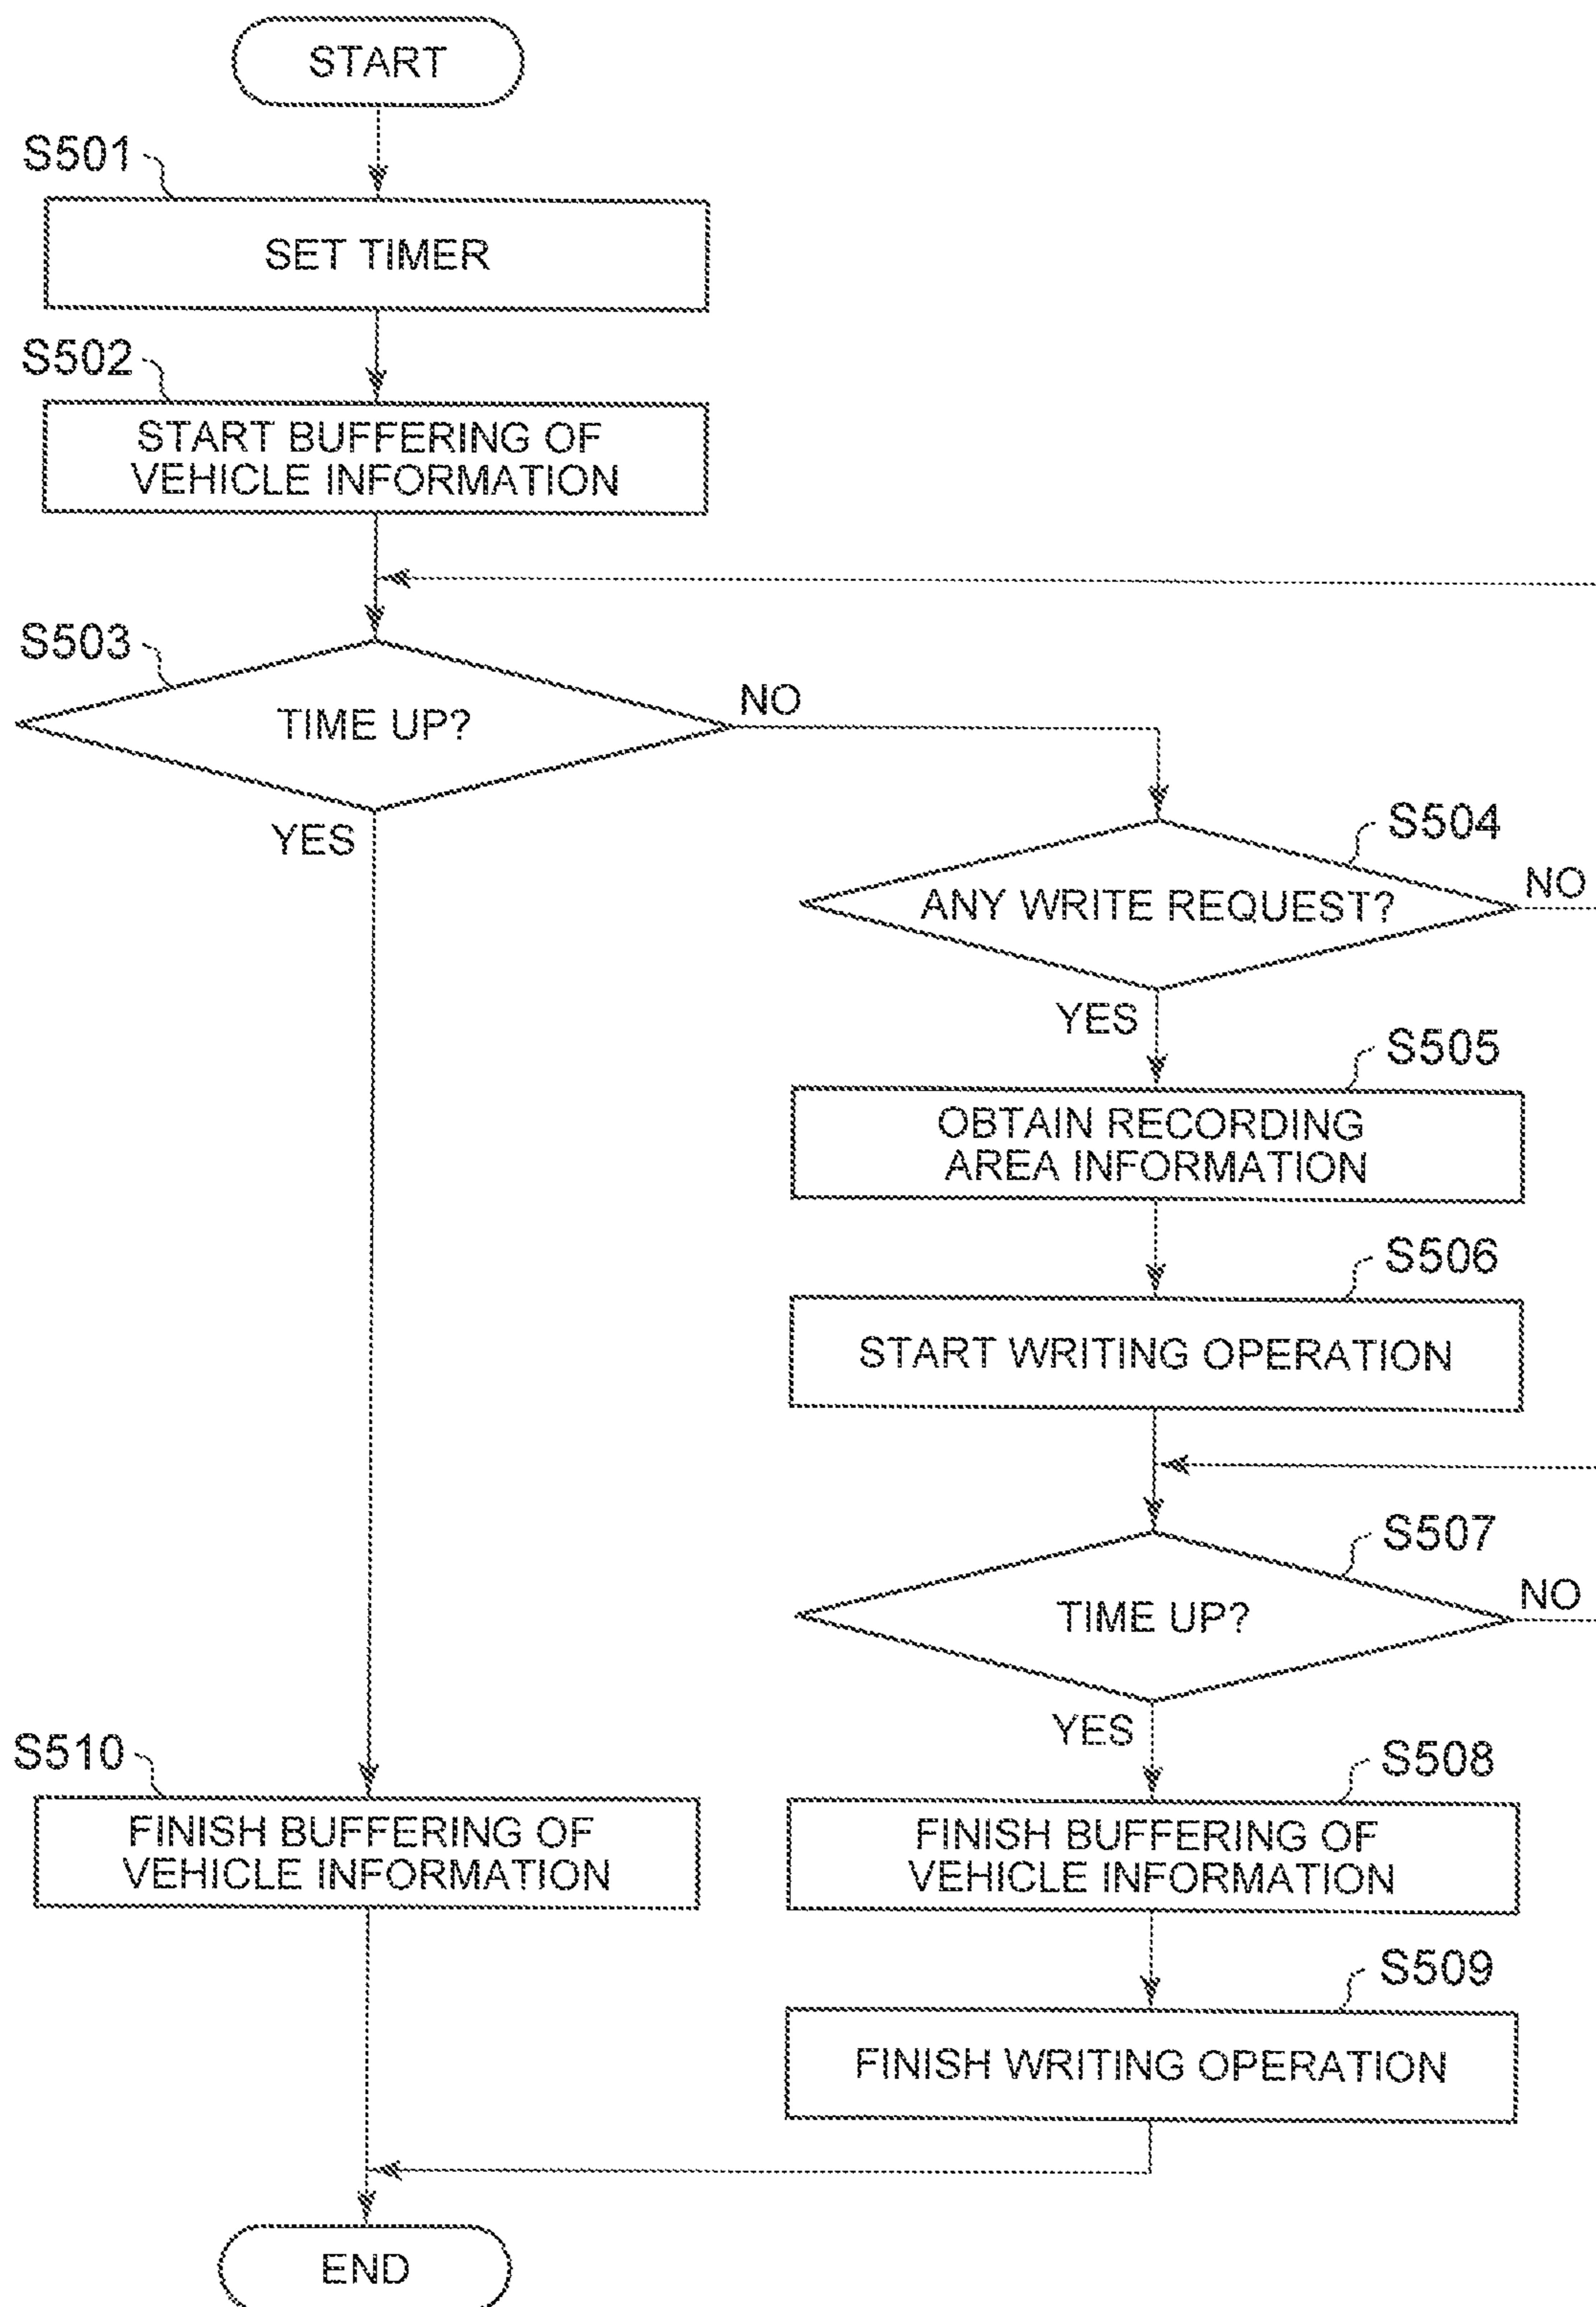 START
S501
SET TIMER
S502
START BUFFERING OF
VEHICLE INFORMATION
S503
TIME UP?
NO
YES
S504
ANY WRITE REQUEST?
NO
YES
S505
OBTAIN RECORDING
AREA INFORMATION
S506
START WRITING OPERATION
S507
TIME UP?
NO
YES
S510
FINISH BUFFERING OF
VEHICLE INFORMATION
S508
FINISH BUFFERING OF
VEHICLE INFORMATION
S509
FINISH WRITING OPERATION
END